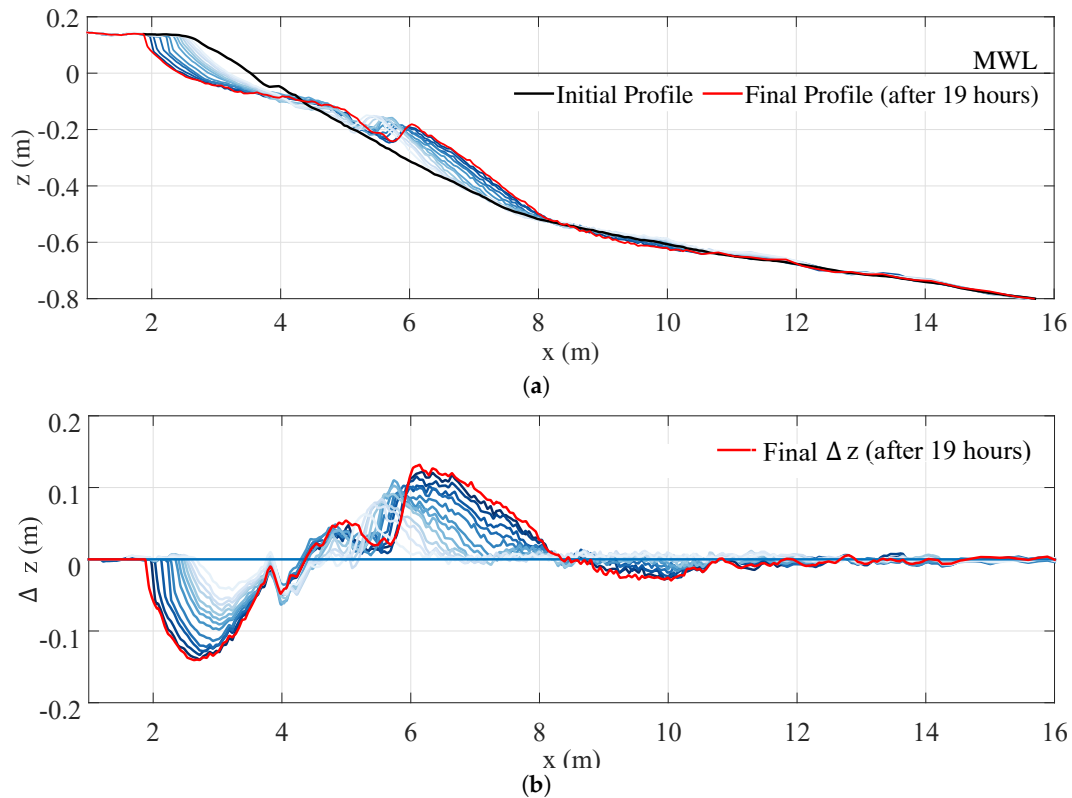 0.2
0
-0.2
-0.4
-0.6
-0.8
z (m)
MWL
Initial Profile
Final Profile (after 19 hours)
2 4 6 8 10 12 14 16
x (m)
(a)
0.2
0.1
0
-0.1
-0.2
Δ z (m)
Final Δ z (after 19 hours)
2 4 6 8 10 12 14 16
x (m)
(b)